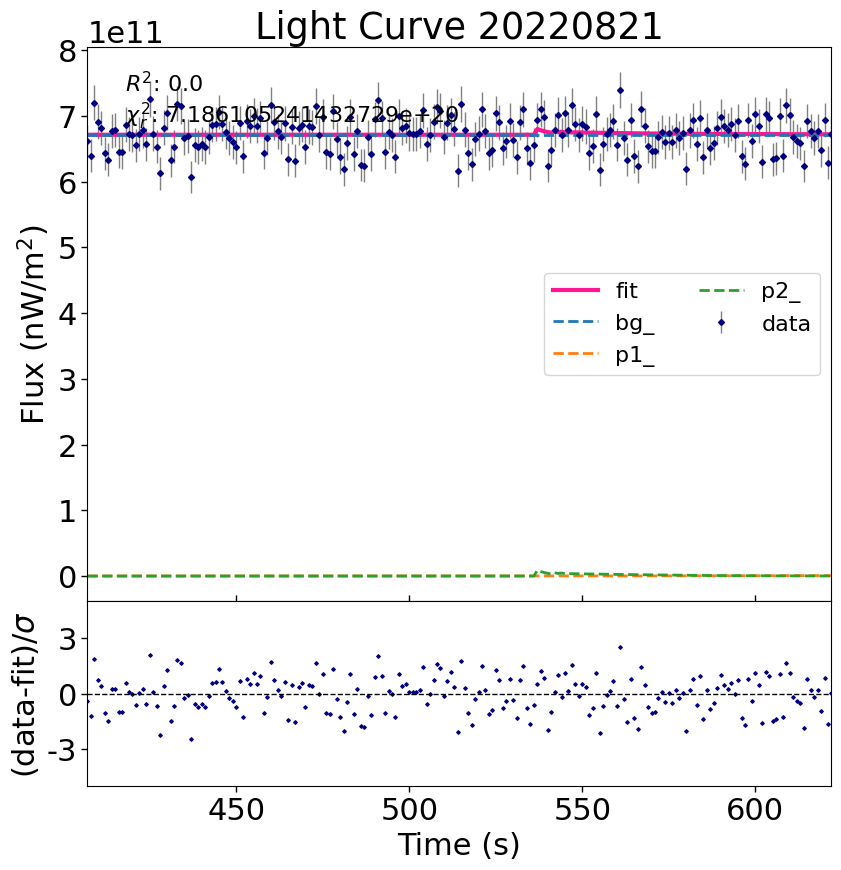 Light Curve 20220821
1e11
R²: 0.0
χ²ᵣ: 7.186105241432729e+20
8
7
6
5
4
3
2
1
0
Flux (nW/m²)
fit
bg_
p1_
p2_
data
3
0
-3
(data-fit)/σ
450
500
550
600
Time (s)